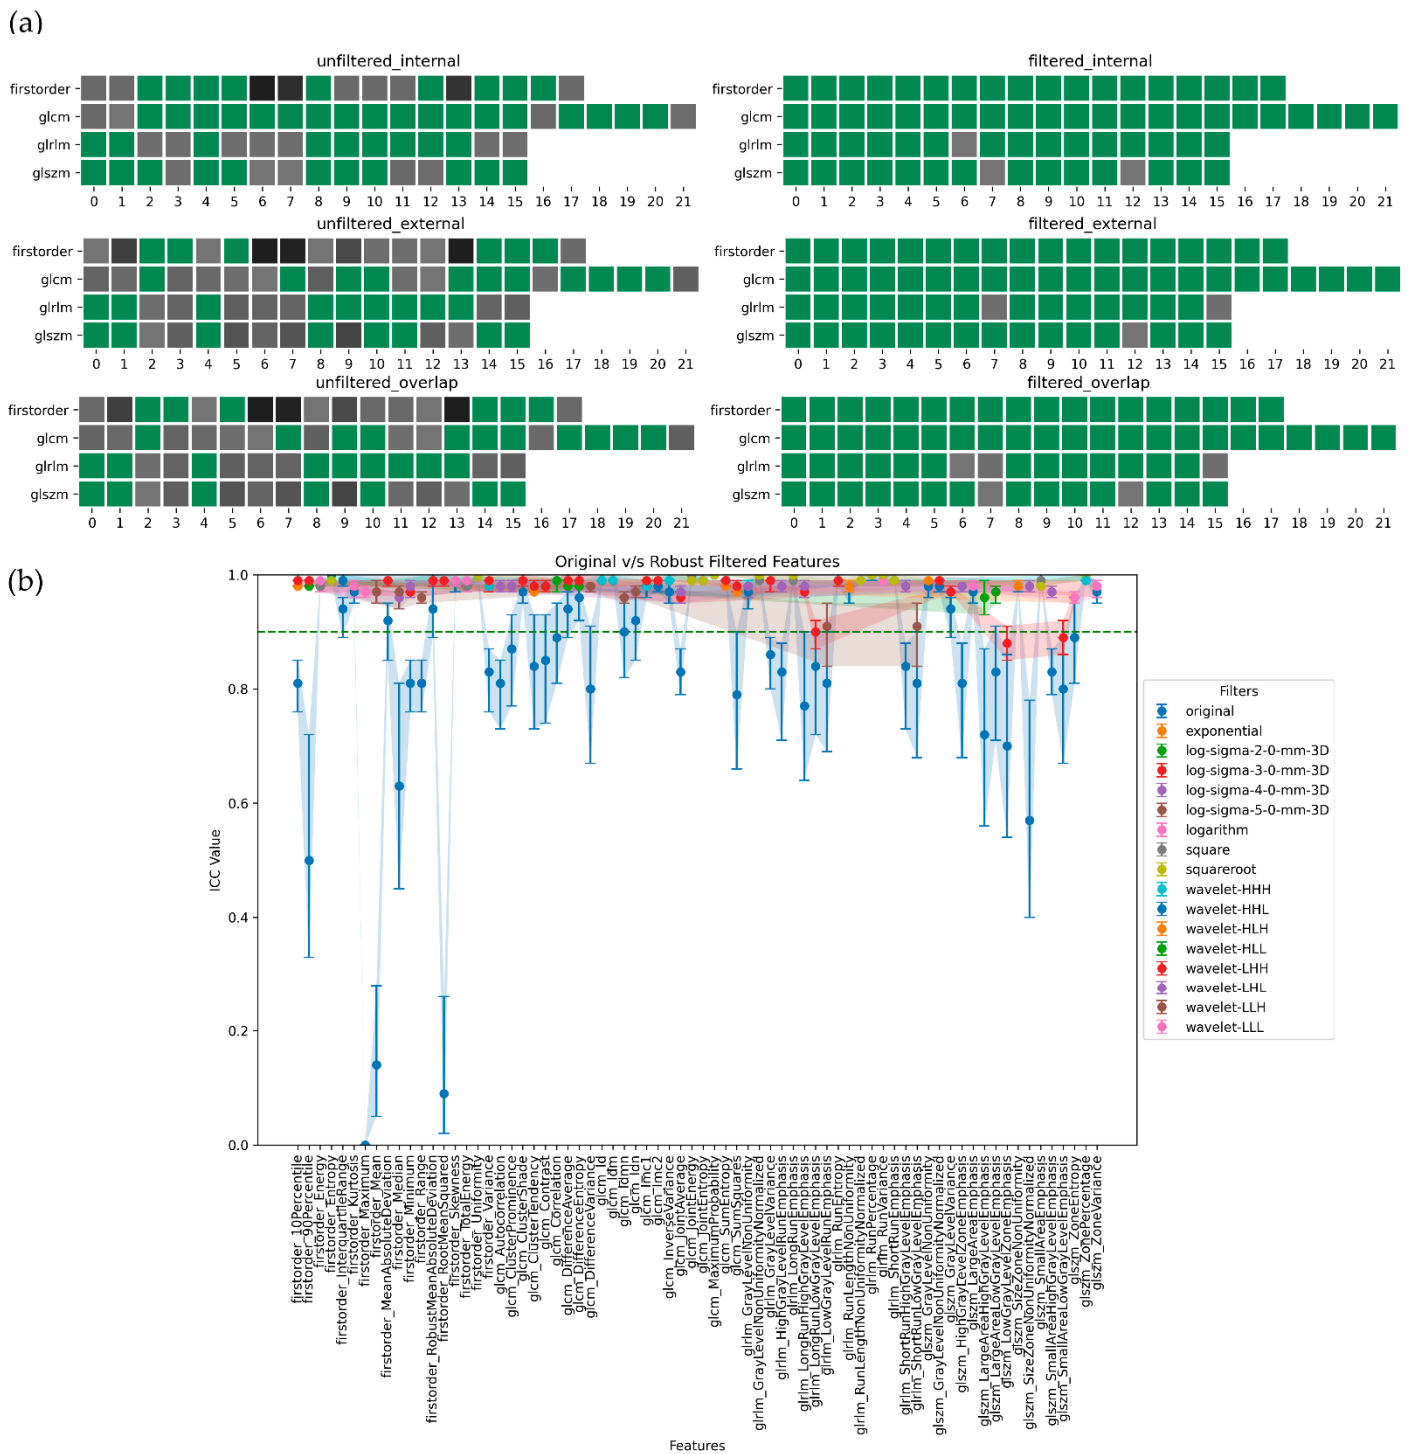 (a)
unfiltered_internal
firstorder
glcm
glrlm
glszm
0 1 2 3 4 5 6 7 8 9 10 11 12 13 14 15 16 17 18 19 20 21
filtered_internal
firstorder
glcm
glrlm
glszm
0 1 2 3 4 5 6 7 8 9 10 11 12 13 14 15 16 17 18 19 20 21
unfiltered_external
firstorder
glcm
glrlm
glszm
0 1 2 3 4 5 6 7 8 9 10 11 12 13 14 15 16 17 18 19 20 21
filtered_external
firstorder
glcm
glrlm
glszm
0 1 2 3 4 5 6 7 8 9 10 11 12 13 14 15 16 17 18 19 20 21
unfiltered_overlap
firstorder
glcm
glrlm
glszm
0 1 2 3 4 5 6 7 8 9 10 11 12 13 14 15 16 17 18 19 20 21
filtered_overlap
firstorder
glcm
glrlm
glszm
0 1 2 3 4 5 6 7 8 9 10 11 12 13 14 15 16 17 18 19 20 21
(b)
Original v/s Robust Filtered Features
ICC Value
1.0
0.8
0.6
0.4
0.2
0.0
firstorder_10Percentile
firstorder_90Percentile
firstorder_Energy
firstorder_Entropy
firstorder_InterquartileRange
firstorder_Kurtosis
firstorder_Maximum
firstorder_Mean
firstorder_MeanAbsoluteDeviation
firstorder_Median
firstorder_Minimum
firstorder_Range
firstorder_RobustMeanAbsoluteDeviation
firstorder_RootMeanSquared
firstorder_Skewness
firstorder_TotalEnergy
firstorder_Uniformity
firstorder_Variance
glcm_Autocorrelation
glcm_ClusterProminence
glcm_ClusterShade
glcm_ClusterTendency
glcm_Contrast
glcm_Correlation
glcm_DifferenceAverage
glcm_DifferenceEntropy
glcm_DifferenceVariance
glcm_Id
glcm_Idm
glcm_Idmn
glcm_Idn
glcm_Imc1
glcm_Imc2
glcm_InverseVariance
glcm_JointAverage
glcm_JointEnergy
glcm_JointEntropy
glcm_MaximumProbability
glcm_SumEntropy
glcm_SumSquares
glrlm_GrayLevelNonUniformity
glrlm_GrayLevelNonUniformityNormalized
glrlm_GrayLevelVariance
glrlm_HighGrayLevelRunEmphasis
glrlm_LongRunEmphasis
glrlm_LongRunHighGrayLevelEmphasis
glrlm_LongRunLowGrayLevelEmphasis
glrlm_LowGrayLevelRunEmphasis
glrlm_RunEntropy
glrlm_RunLengthNonUniformity
glrlm_RunLengthNonUniformityNormalized
glrlm_RunPercentage
glrlm_RunVariance
glrlm_ShortRunEmphasis
glrlm_ShortRunHighGrayLevelEmphasis
glrlm_ShortRunLowGrayLevelEmphasis
glszm_GrayLevelNonUniformity
glszm_GrayLevelNonUniformityNormalized
glszm_GrayLevelVariance
glszm_HighGrayLevelZoneEmphasis
glszm_LargeAreaEmphasis
glszm_LargeAreaHighGrayLevelEmphasis
glszm_LargeAreaLowGrayLevelEmphasis
glszm_LowGrayLevelZoneEmphasis
glszm_SizeZoneNonUniformity
glszm_SizeZoneNonUniformityNormalized
glszm_SmallAreaEmphasis
glszm_SmallAreaHighGrayLevelEmphasis
glszm_SmallAreaLowGrayLevelEmphasis
glszm_ZoneEntropy
glszm_ZonePercentage
glszm_ZoneVariance
Features
Filters
original
exponential
log-sigma-2-0-mm-3D
log-sigma-3-0-mm-3D
log-sigma-4-0-mm-3D
log-sigma-5-0-mm-3D
logarithm
square
squareroot
wavelet-HHH
wavelet-HHL
wavelet-HLH
wavelet-HLL
wavelet-LHH
wavelet-LHL
wavelet-LLH
wavelet-LLL